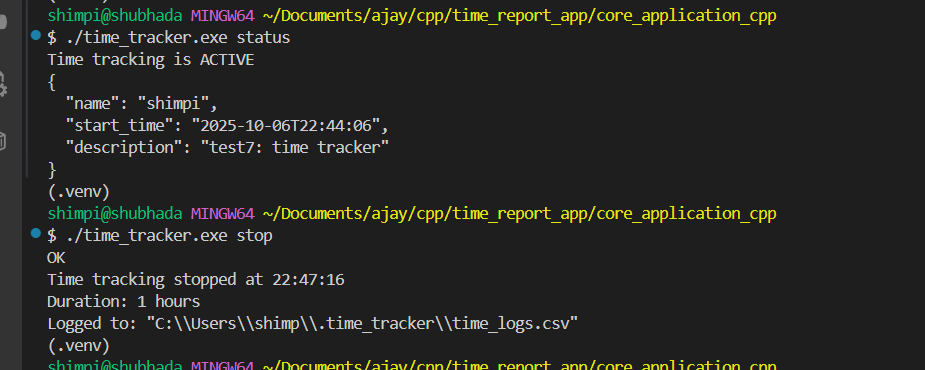 shimpi@shubhada MINGW64 ~/Documents/ajay/cpp/time_report_app/core_application_cpp
$ ./time_tracker.exe status
Time tracking is ACTIVE
{
  "name": "shimpi",
  "start_time": "2025-10-06T22:44:06",
  "description": "test7: time tracker"
}
(.venv)
shimpi@shubhada MINGW64 ~/Documents/ajay/cpp/time_report_app/core_application_cpp
$ ./time_tracker.exe stop
OK
Time tracking stopped at 22:47:16
Duration: 1 hours
Logged to: "C:\\Users\\shimp\\.time_tracker\\time_logs.csv"
(.venv)
shimpi@shubhada MINGW64 ~/Documents/ajay/cpp/time_report_app/core_application_cpp